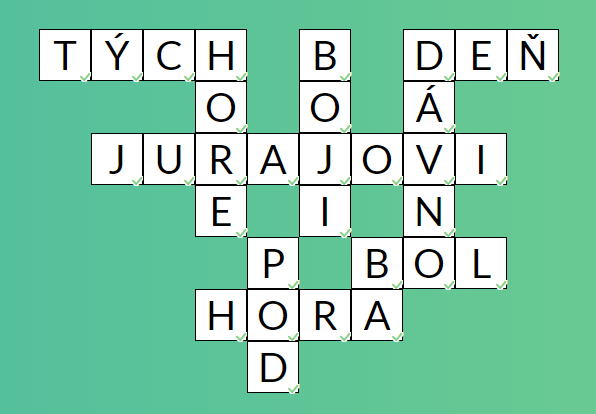 TÝCH B DEŇ
O O Á
JURAJOVI
E I N
P BOL
HORA
D